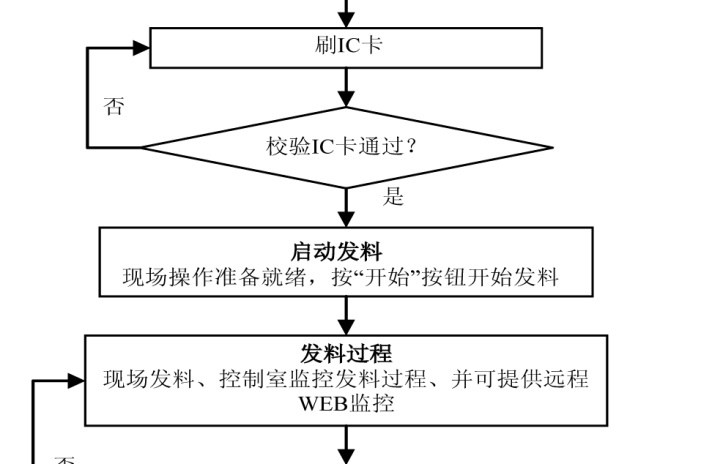 刷IC卡
否
校验IC卡通过？
是
启动发料
现场操作准备就绪，按“开始”按钮开始发料
发料过程
现场发料、控制室监控发料过程、并可提供远程
WEB监控
否